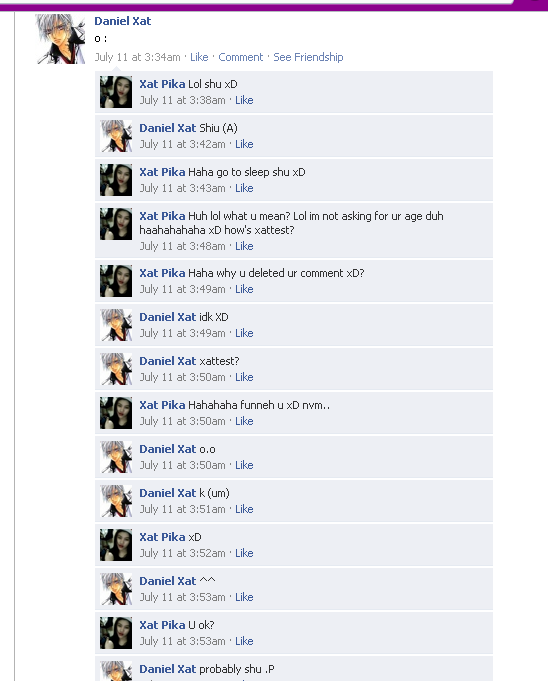 Daniel Xat
o :
July 11 at 3:34am · Like · Comment · See Friendship
Xat Pika Lol shu xD
July 11 at 3:38am · Like
Daniel Xat Shiu (A)
July 11 at 3:42am · Like
Xat Pika Haha go to sleep shu xD
July 11 at 3:43am · Like
Xat Pika Huh lol what u mean? Lol im not asking for ur age duh
haahahahaha xD how's xattest?
July 11 at 3:48am · Like
Xat Pika Haha why u deleted ur comment xD?
July 11 at 3:49am · Like
Daniel Xat idk XD
July 11 at 3:49am · Like
Daniel Xat xattest?
July 11 at 3:50am · Like
Xat Pika Hahahaha funneh u xD nvm..
July 11 at 3:50am · Like
Daniel Xat o.o
July 11 at 3:50am · Like
Daniel Xat k (um)
July 11 at 3:51am · Like
Xat Pika xD
July 11 at 3:52am · Like
Daniel Xat ^^
July 11 at 3:53am · Like
Xat Pika U ok?
July 11 at 3:53am · Like
Daniel Xat probably shu .P